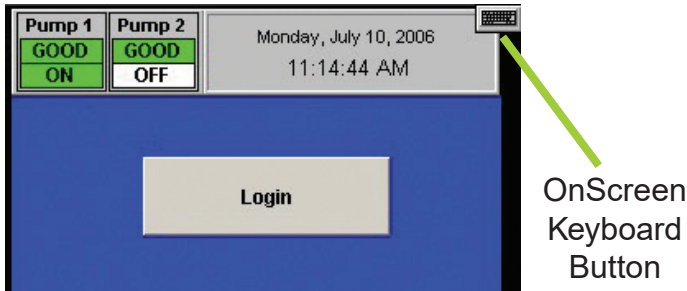 Pump 1
GOOD
ON
Pump 2
GOOD
OFF
Monday, July 10, 2006
11:14:44 AM
Login
OnScreen
Keyboard
Button